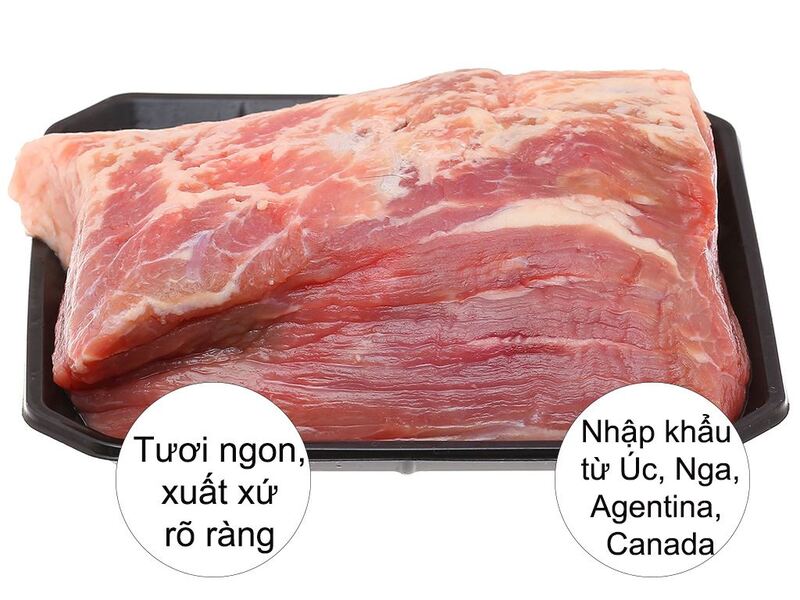 Tươi ngon,
xuất xứ
rõ ràng
Nhập khẩu
từ Úc, Nga,
Agentina,
Canada